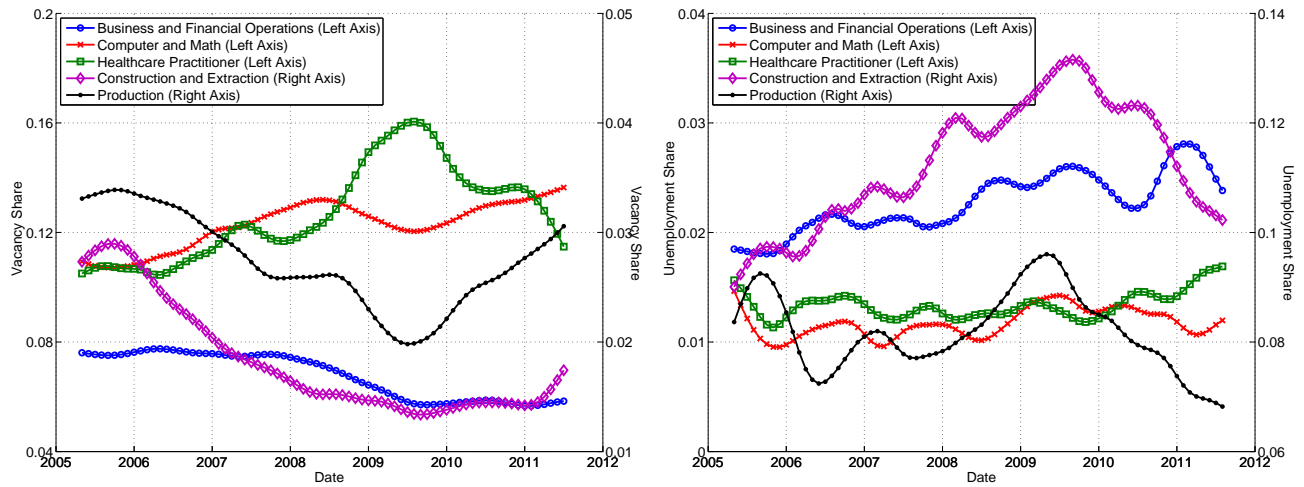 0.2
0.16
0.12
0.08
0.04
Vacancy Share
Business and Financial Operations (Left Axis)
Computer and Math (Left Axis)
Healthcare Practitioner (Left Axis)
Construction and Extraction (Right Axis)
Production (Right Axis)
0.05
0.04
0.03
0.02
0.01
Vacancy Share
2005 2006 2007 2008 2009 2010 2011 2012
Date
0.04
0.03
0.02
0.01
0
Unemployment Share
Business and Financial Operations (Left Axis)
Computer and Math (Left Axis)
Healthcare Practitioner (Left Axis)
Construction and Extraction (Right Axis)
Production (Right Axis)
0.14
0.12
0.10
0.08
0.06
Unemployment Share
2005 2006 2007 2008 2009 2010 2011 2012
Date